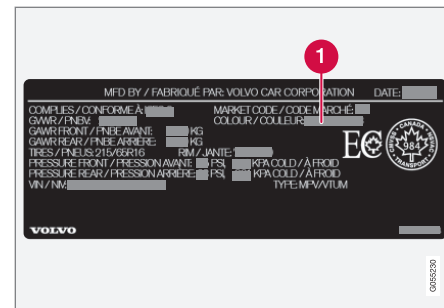 1
MFD BY / FABRIQUÉ PAR: VOLVO CAR CORPORATION DATE:
COMPLIES / CONFORME À: MARKET CODE / CODE MARCHÉ:
GVWR / PNBV: COLOUR / COULEUR:
GAWR FRONT / PNBE AVANT: KG
GAWR REAR / PNBE ARRIERE: KG
TIRES / PNEUS: 215/65R16 RIM / JANTE:
PRESSURE FRONT / PRESSION AVANT: PSI, KPA COLD / À FROID
PRESSURE REAR / PRESSION ARRIERE: PSI, KPA COLD / À FROID
VIN / NIV: TYPE: MPV/VTUM
EC
CANADA
984
TRANSPORT
VOLVO
G055230